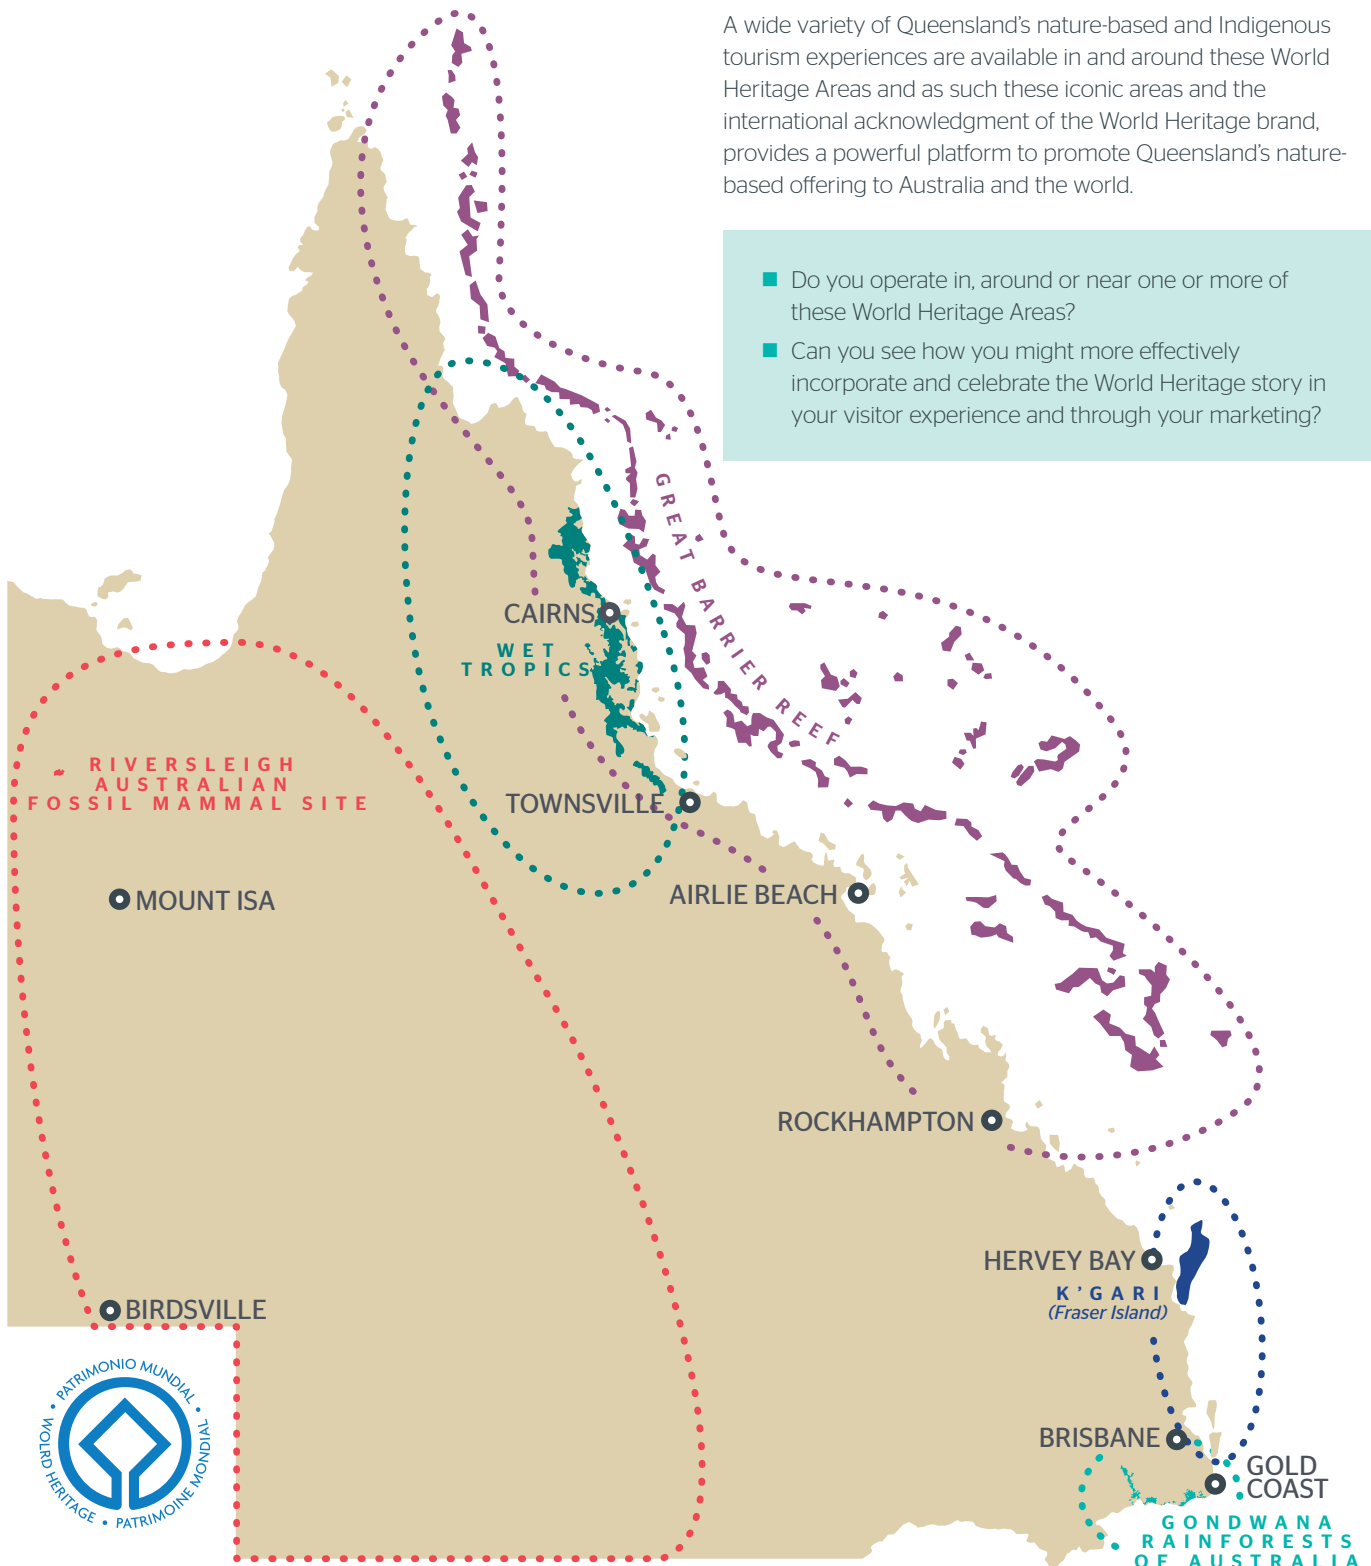 A wide variety of Queensland's nature-based and Indigenous
tourism experiences are available in and around these World
Heritage Areas and as such these iconic areas and the
international acknowledgment of the World Heritage brand,
provides a powerful platform to promote Queensland's nature-
based offering to Australia and the world.
Do you operate in, around or near one or more of
these World Heritage Areas?
Can you see how you might more effectively
incorporate and celebrate the World Heritage story in
your visitor experience and through your marketing?
GREAT BARRIER REEF
CAIRNS
WET
TROPICS
RIVERSLEIGH
AUSTRALIAN
FOSSIL MAMMAL SITE
TOWNSVILLE
MOUNT ISA
AIRLIE BEACH
ROCKHAMPTON
HERVEY BAY
K'GARI
(Fraser Island)
BIRDSVILLE
BRISBANE
GOLD
COAST
GONDWANA
RAINFORESTS
OF AUSTRALIA
• PATRIMONIO MUNDIAL •
WOLRD HERITAGE •
PATRIMOINE MONDIAL